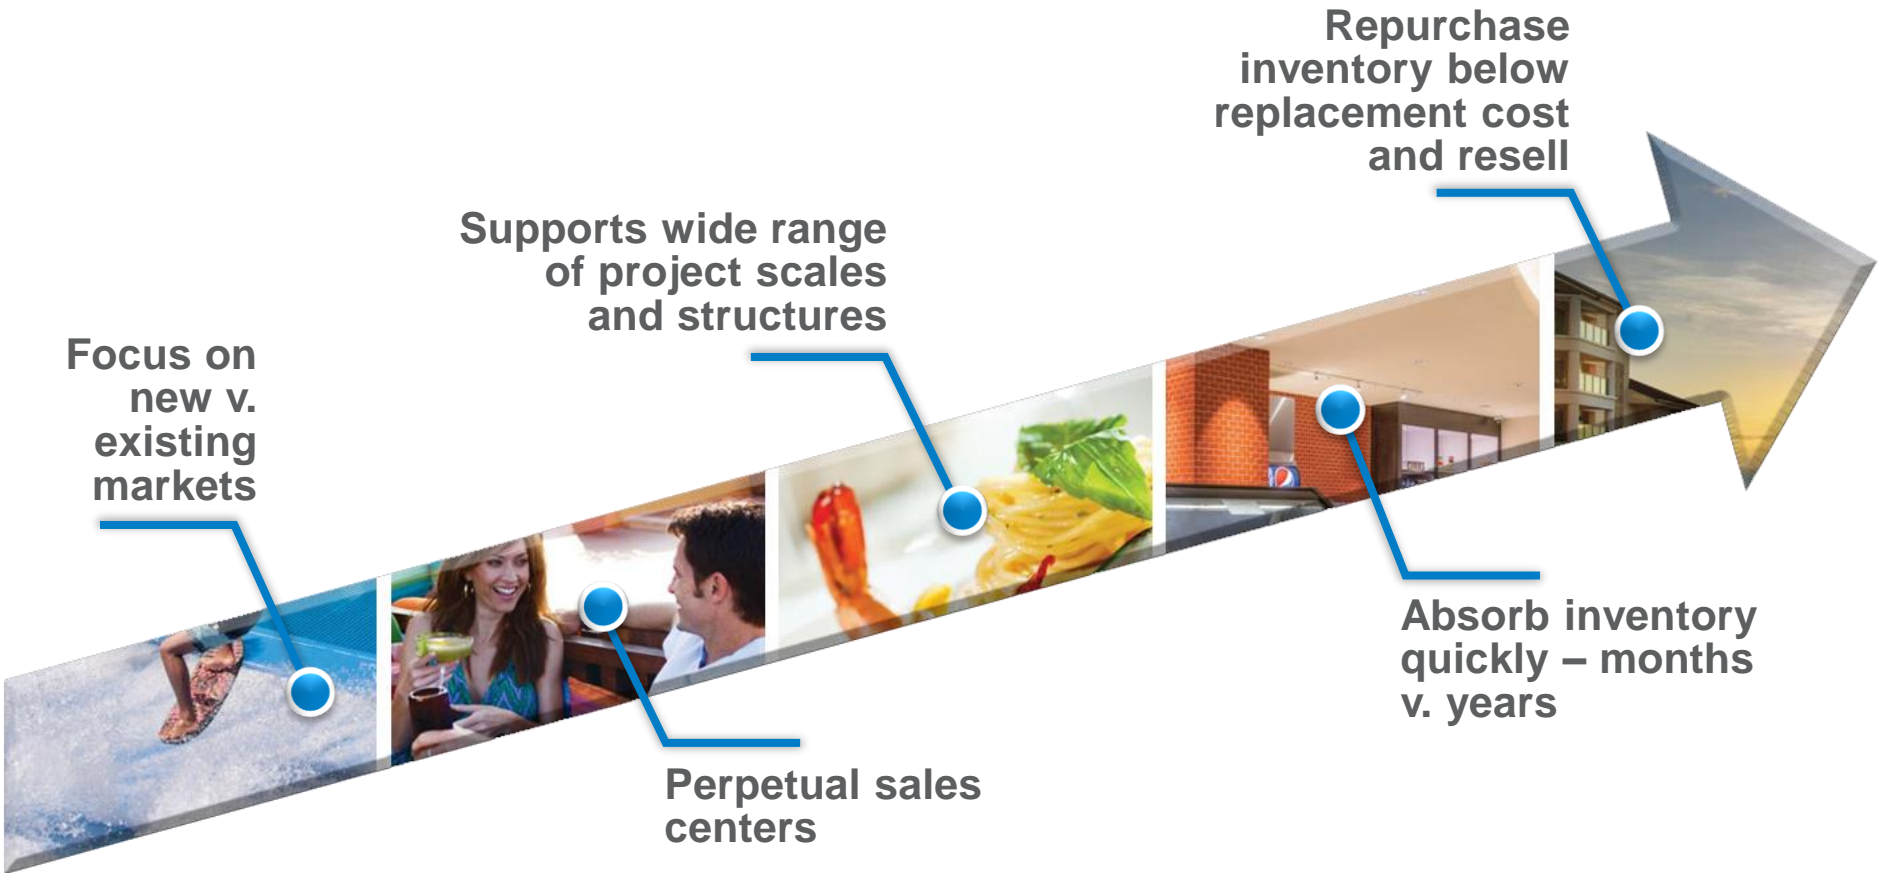 Focus on
new v.
existing
markets
Perpetual sales
centers
Supports wide range
of project scales
and structures
Absorb inventory
quickly – months
v. years
Repurchase
inventory below
replacement cost
and resell